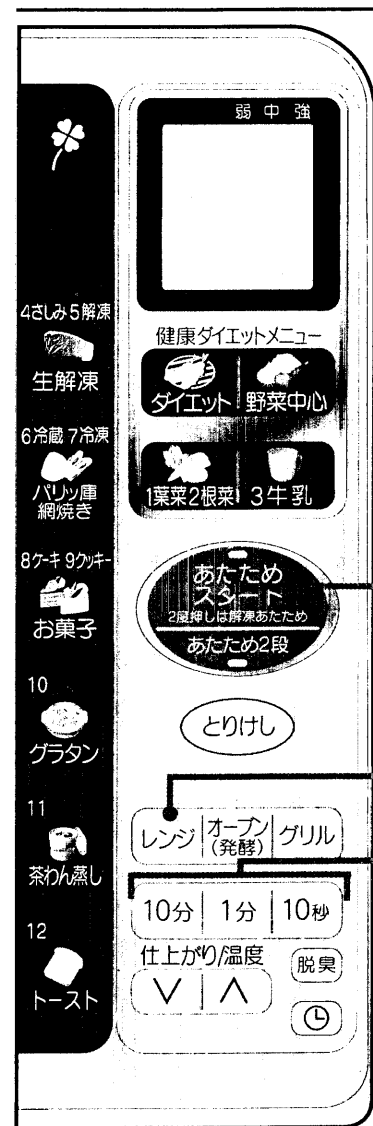 弱 中 強
4さしみ 5解凍
生解凍
6冷蔵 7冷凍
パリッ庫
網焼き
8ケーキ 9クッキー
お菓子
10
グラタン
11
茶わん蒸し
12
トースト
健康ダイエットメニュー
ダイエット 野菜中心
1葉菜2根菜 3牛乳
あたため
スタート
2度押しは解凍あたため
あたため2段
とりけし
レンジ オーブン(発酵) グリル
10分 1分 10秒
仕上がり/温度
脱臭